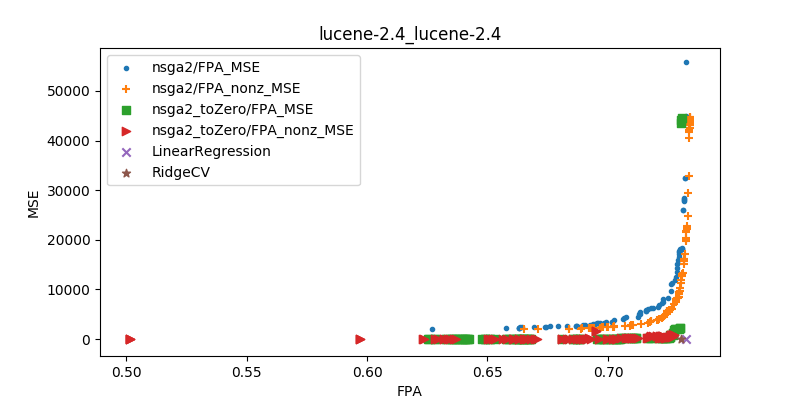 lucene-2.4_lucene-2.4
nsga2/FPA_MSE
nsga2/FPA_nonz_MSE
nsga2_toZero/FPA_MSE
nsga2_toZero/FPA_nonz_MSE
LinearRegression
RidgeCV
MSE
50000
40000
30000
20000
10000
0
0.50 0.55 0.60 0.65 0.70
FPA